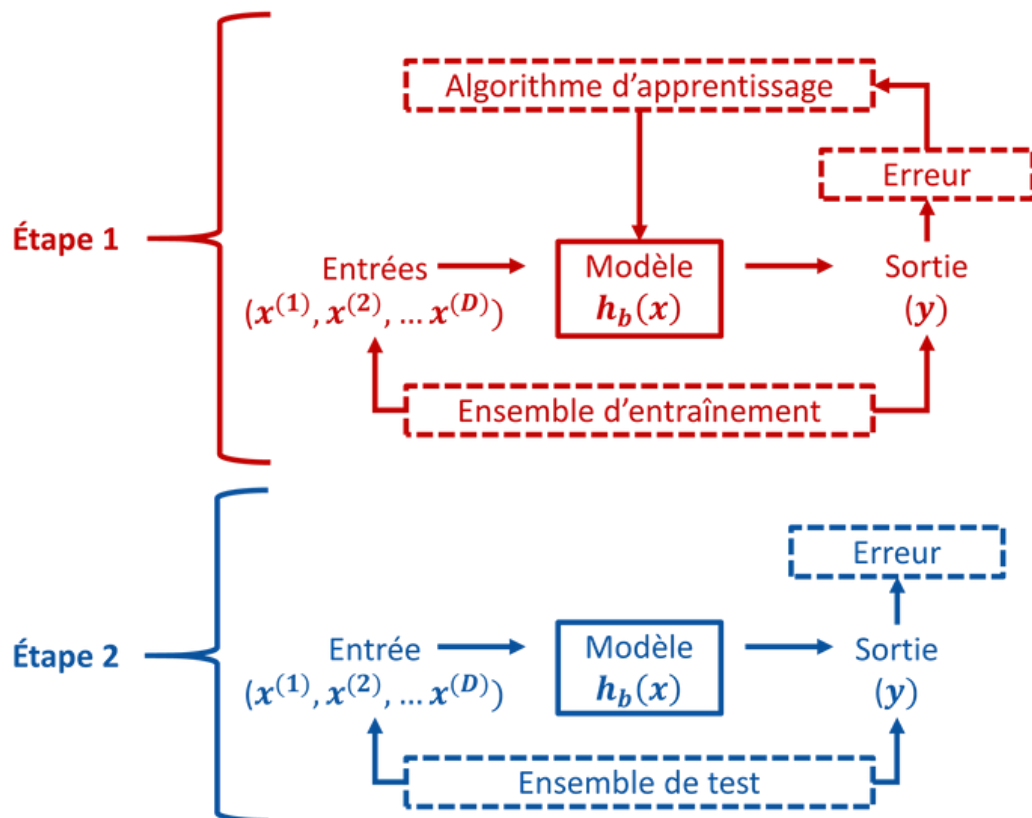 Algorithme d'apprentissage
Erreur
Étape 1
Entrées
(x⁽¹⁾, x⁽²⁾, … x⁽ᴰ⁾)
Modèle
h_b(x)
Sortie
(y)
Ensemble d'entraînement
Erreur
Étape 2
Entrée
(x⁽¹⁾, x⁽²⁾, … x⁽ᴰ⁾)
Modèle
h_b(x)
Sortie
(y)
Ensemble de test